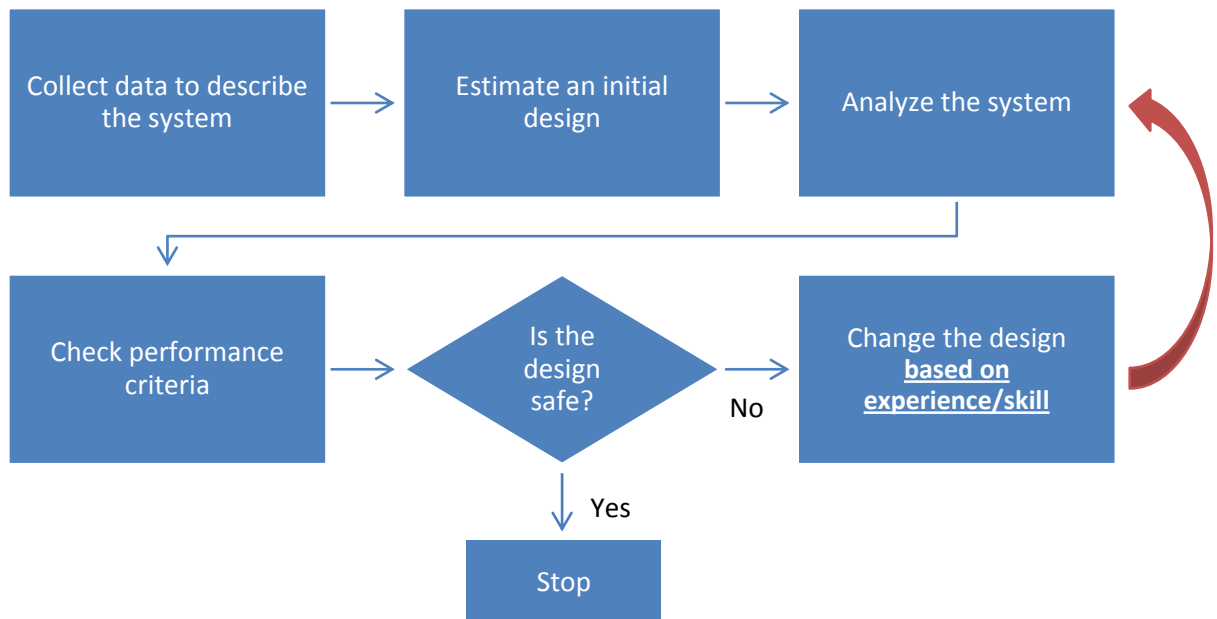 Collect data to describe
the system
Estimate an initial
design
Analyze the system
Check performance
criteria
Is the
design
safe?
No
Change the design
based on
experience/skill
Yes
Stop